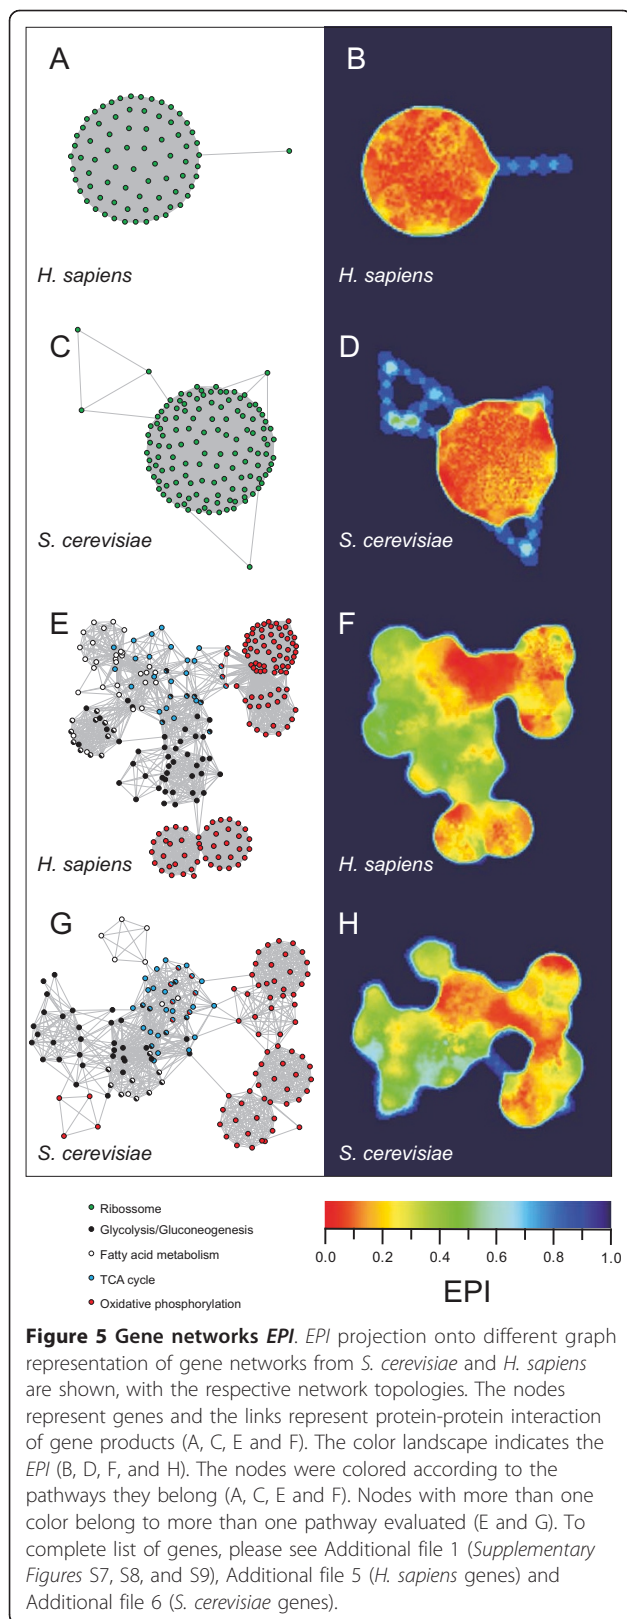 A
B
H. sapiens
H. sapiens
C
D
S. cerevisiae
S. cerevisiae
E
F
H. sapiens
H. sapiens
G
H
S. cerevisiae
S. cerevisiae
Ribossome
Glycolysis/Gluconeogenesis
Fatty acid metabolism
TCA cycle
Oxidative phosphorylation
0.0 0.2 0.4 0.6 0.8 1.0
EPI
Figure 5 Gene networks EPI. EPI projection onto different graph
representation of gene networks from S. cerevisiae and H. sapiens
are shown, with the respective network topologies. The nodes
represent genes and the links represent protein-protein interaction
of gene products (A, C, E and F). The color landscape indicates the
EPI (B, D, F, and H). The nodes were colored according to the
pathways they belong (A, C, E and F). Nodes with more than one
color belong to more than one pathway evaluated (E and G). To
complete list of genes, please see Additional file 1 (Supplementary
Figures S7, S8, and S9), Additional file 5 (H. sapiens genes) and
Additional file 6 (S. cerevisiae genes).